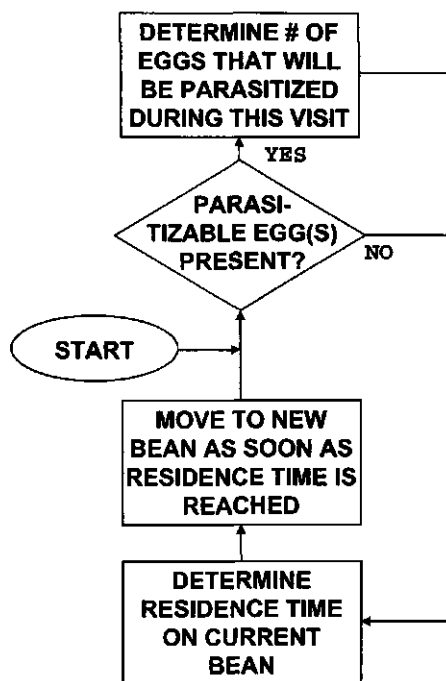 DETERMINE # OF
EGGS THAT WILL
BE PARASITIZED
DURING THIS VISIT
YES
PARASI-
TIZABLE EGG(S)
PRESENT?
NO
START
MOVE TO NEW
BEAN AS SOON AS
RESIDENCE TIME IS
REACHED
DETERMINE
RESIDENCE TIME
ON CURRENT
BEAN